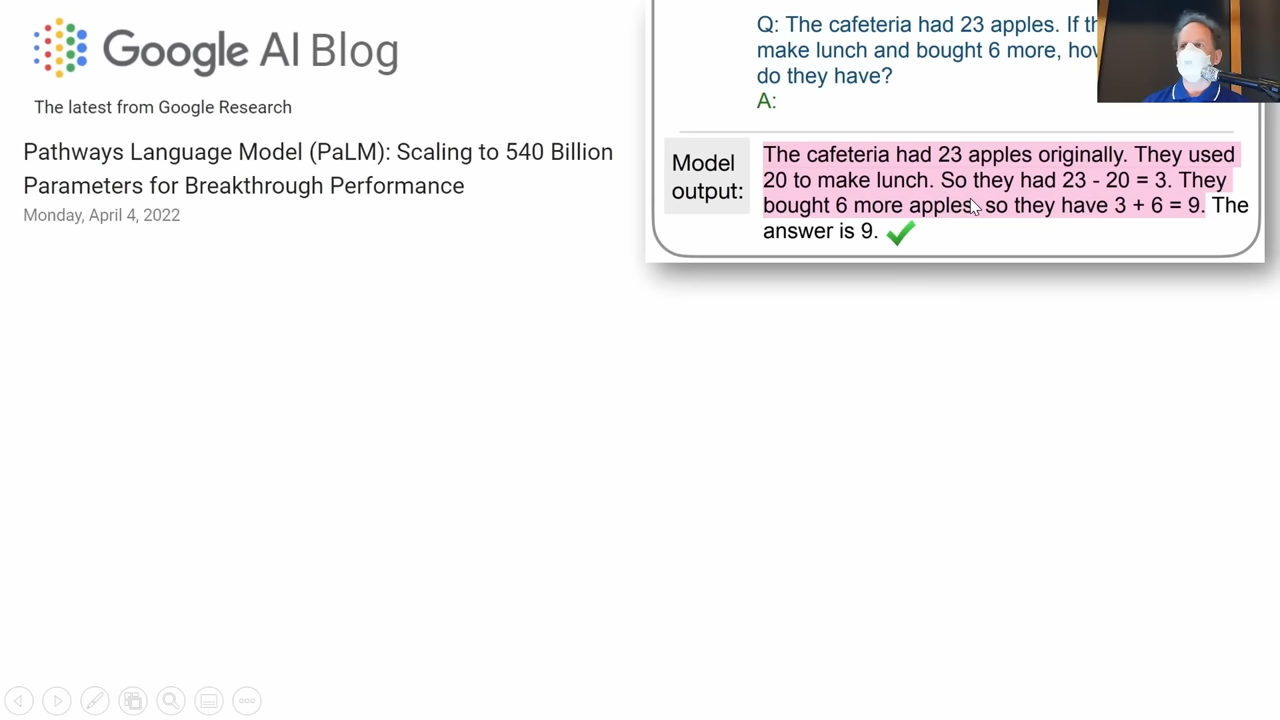 Google AI Blog
The latest from Google Research
Pathways Language Model (PaLM): Scaling to 540 Billion
Parameters for Breakthrough Performance
Monday, April 4, 2022
Q: The cafeteria had 23 apples. If
make lunch and bought 6 more,
do they have?
A:
Model
output:
The cafeteria had 23 apples originally. They used
20 to make lunch. So they had 23 - 20 = 3. They
bought 6 more apples, so they have 3 + 6 = 9. The
answer is 9.